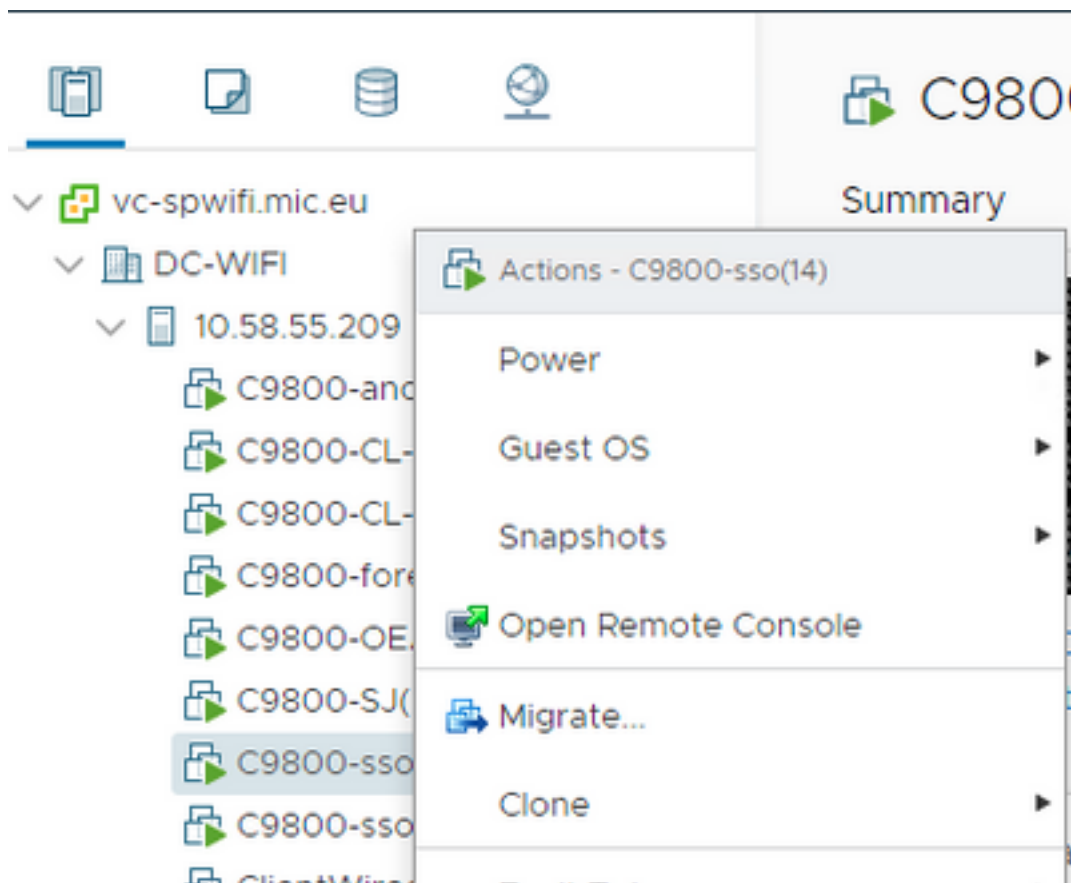 C980
Summary
vc-spwifi.mic.eu
DC-WIFI
10.58.55.209
C9800-anc
C9800-CL-
C9800-CL-
C9800-fore
C9800-OE
C9800-SJ(
C9800-sso
C9800-sso
Actions - C9800-sso(14)
Power
Guest OS
Snapshots
Open Remote Console
Migrate...
Clone